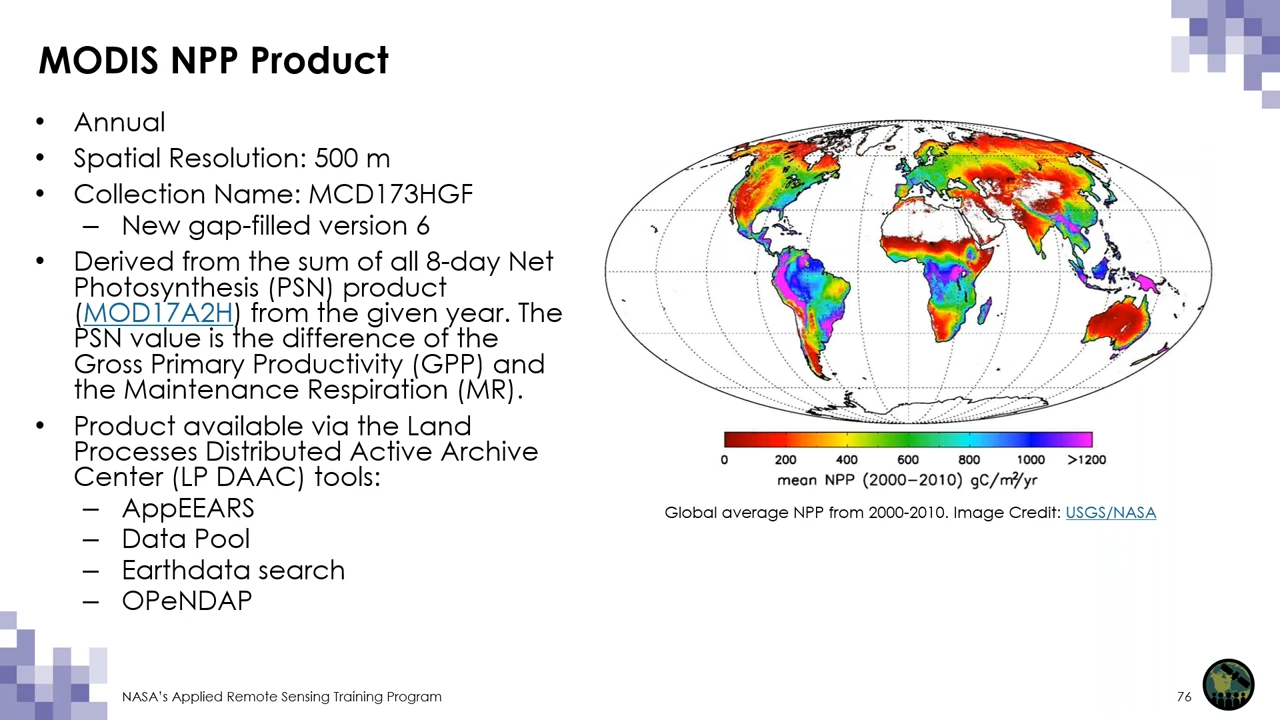 MODIS NPP Product
• Annual
• Spatial Resolution: 500 m
• Collection Name: MCD173HGF
– New gap-filled version 6
• Derived from the sum of all 8-day Net
Photosynthesis (PSN) product
(MOD17A2H) from the given year. The
PSN value is the difference of the
Gross Primary Productivity (GPP) and
the Maintenance Respiration (MR).
• Product available via the Land
Processes Distributed Active Archive
Center (LP DAAC) tools:
– AppEEARS
– Data Pool
– Earthdata search
– OPeNDAP
0 200 400 600 800 1000 >1200
mean NPP (2000–2010) gC/m²/yr
Global average NPP from 2000-2010. Image Credit: USGS/NASA
NASA's Applied Remote Sensing Training Program
76